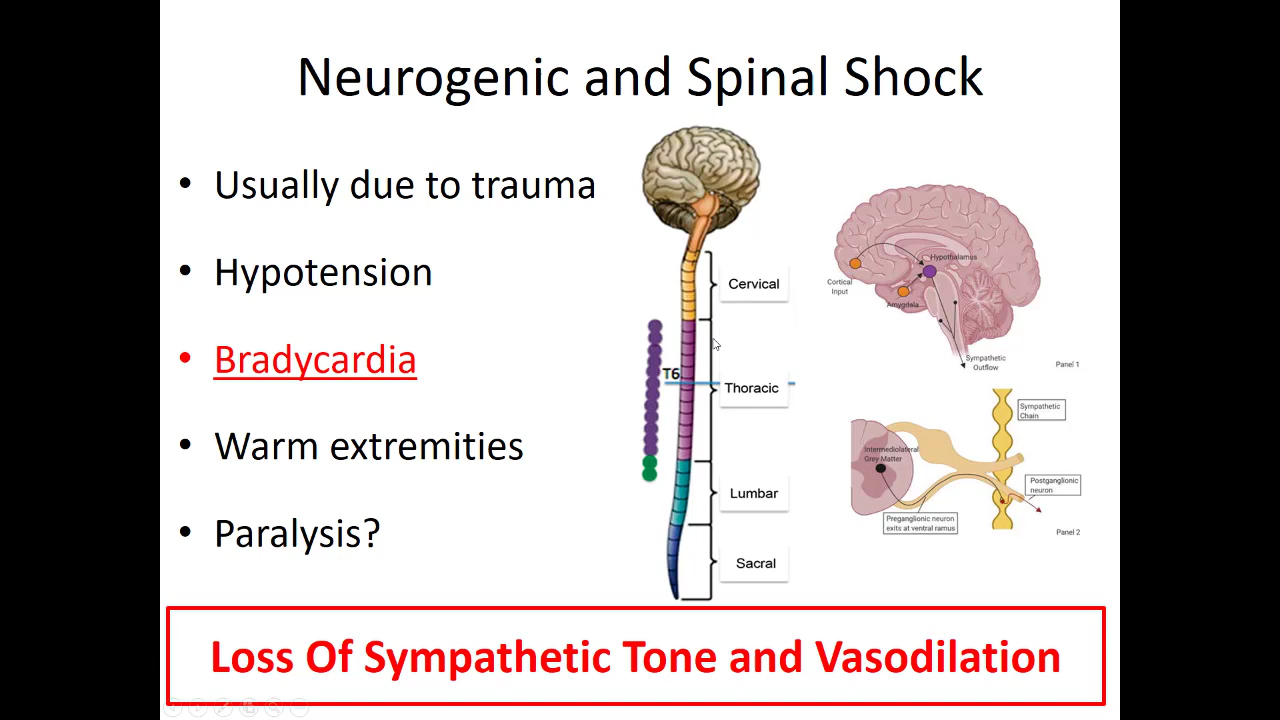 Neurogenic and Spinal Shock
• Usually due to trauma
• Hypotension
• Bradycardia
• Warm extremities
• Paralysis?
Cervical
T6
Thoracic
Lumbar
Sacral
Hypothalamus
Cortical
Input
Amygdala
Sympathetic
Outflow
Panel 1
Sympathetic
Chain
Intermediolateral
Grey Matter
Postganglionic
neuron
Preganglionic neuron
exits at ventral ramus
Panel 2
Loss Of Sympathetic Tone and Vasodilation